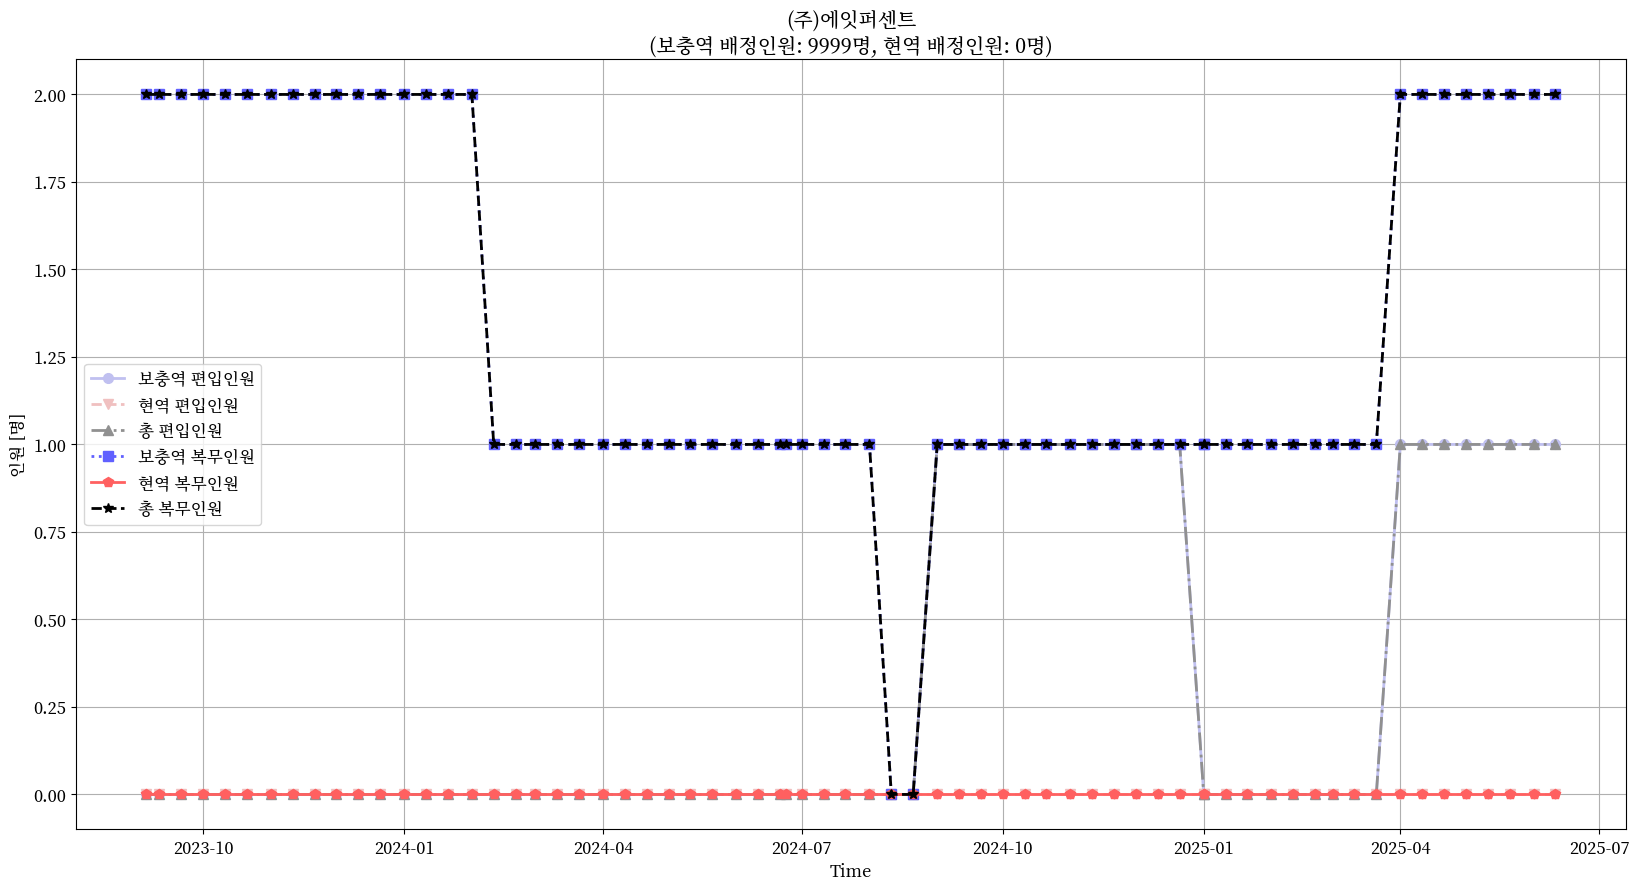 (주)에잇퍼센트
(보충역 배정인원: 9999명, 현역 배정인원: 0명)
2.00
1.75
1.50
1.25
1.00
0.75
0.50
0.25
0.00
인원 [명]
보충역 편입인원
현역 편입인원
총 편입인원
보충역 복무인원
현역 복무인원
총 복무인원
2023-10
2024-01
2024-04
2024-07
2024-10
2025-01
2025-04
2025-07
Time